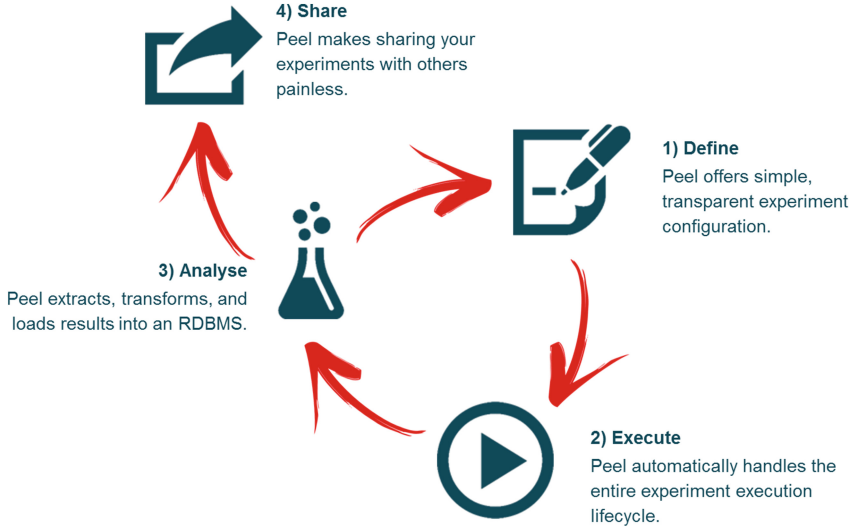 4) Share
Peel makes sharing your
experiments with others
painless.
1) Define
Peel offers simple,
transparent experiment
configuration.
3) Analyse
Peel extracts, transforms, and
loads results into an RDBMS.
2) Execute
Peel automatically handles the
entire experiment execution
lifecycle.